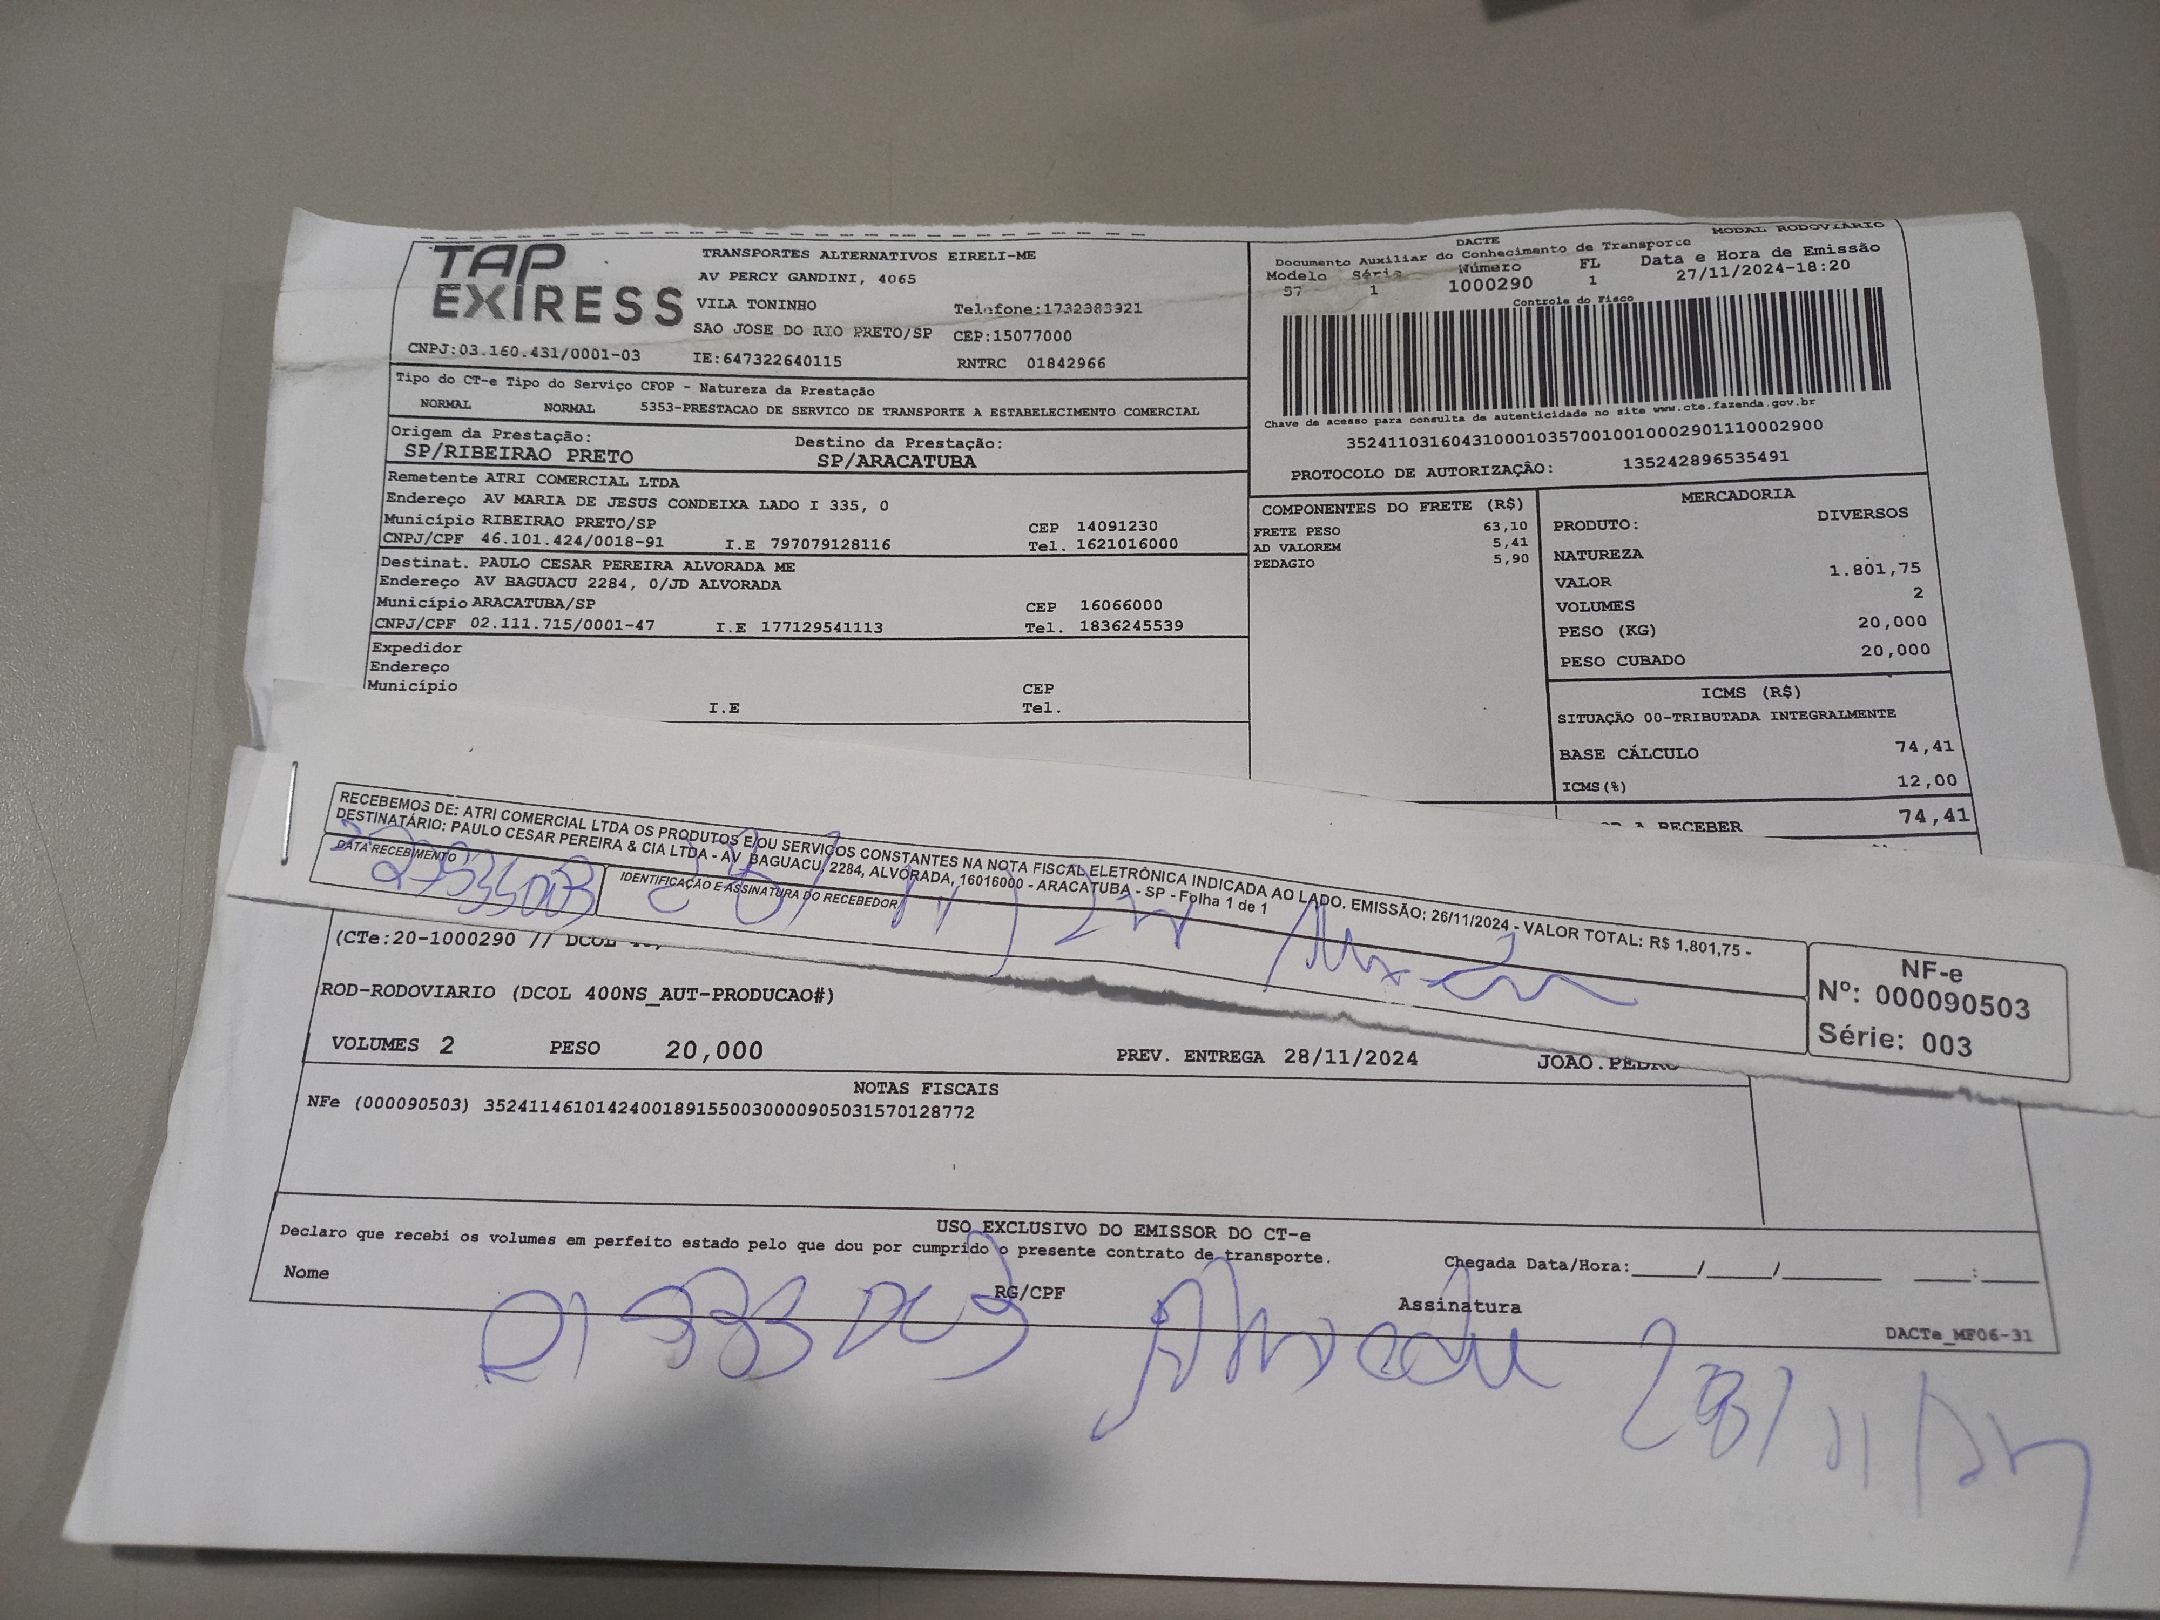 TAP
EXPRESS
TRANSPORTES ALTERNATIVOS EIRELI-ME
AV PERCY GANDINI, 4065
VILA TONINHO Telefone:1732383921
SAO JOSE DO RIO PRETO/SP CEP:15077000
CNPJ:03.160.431/0001-03 IE:647322640115 RNTRC 01842966
Tipo do CT-e Tipo do Serviço CFOP - Natureza da Prestação
NORMAL NORMAL 5353-PRESTACAO DE SERVICO DE TRANSPORTE A ESTABELECIMENTO COMERCIAL
Origem da Prestação: Destino da Prestação:
SP/RIBEIRAO PRETO SP/ARACATUBA
Remetente ATRI COMERCIAL LTDA
Endereço AV MARIA DE JESUS CONDEIXA LADO I 335, 0
Município RIBEIRAO PRETO/SP CEP 14091230
CNPJ/CPF 46.101.424/0018-91 I.E 797079128116 Tel. 1621016000
Destinat. PAULO CESAR PEREIRA ALVORADA ME
Endereço AV BAGUACU 2284, 0/JD ALVORADA
Município ARACATUBA/SP CEP 16066000
CNPJ/CPF 02.111.715/0001-47 I.E 177129541113 Tel. 1836245539
Expedidor
Endereço
Município CEP
I.E Tel.
MODAL RODOVIÁRIO
DACTE
Documento Auxiliar do Conhecimento de Transporte
Modelo Série Número FL Data e Hora de Emissão
57 1 1000290 1 27/11/2024-18:20
Controle do Fisco
Chave de acesso para consulta de autenticidade no site www.cte.fazenda.gov.br
35241103160431000103570010010002901110002900
PROTOCOLO DE AUTORIZAÇÃO: 135242896535491
COMPONENTES DO FRETE (R$)
FRETE PESO 63,10
AD VALOREM 5,41
PEDAGIO 5,90
MERCADORIA
PRODUTO: DIVERSOS
NATUREZA
VALOR 1.801,75
VOLUMES 2
PESO (KG) 20,000
PESO CUBADO 20,000
ICMS (R$)
SITUAÇÃO 00-TRIBUTADA INTEGRALMENTE
BASE CÁLCULO 74,41
ICMS(%) 12,00
A RECEBER 74,41
RECEBEMOS DE: ATRI COMERCIAL LTDA OS PRODUTOS E/OU SERVIÇOS CONSTANTES NA NOTA FISCAL ELETRÔNICA INDICADA AO LADO. EMISSÃO: 26/11/2024 - VALOR TOTAL: R$ 1.801,75 -
DESTINATÁRIO: PAULO CESAR PEREIRA & CIA LTDA - AV BAGUACU, 2284, ALVORADA, 16016000 - ARACATUBA - SP - Folha 1 de 1
DATA RECEBIMENTO IDENTIFICAÇÃO E ASSINATURA DO RECEBEDOR
NF-e
Nº: 000090503
Série: 003
(CTe:20-1000290 // DCOL
ROD-RODOVIARIO (DCOL 400NS_AUT-PRODUCAO#)
VOLUMES 2 PESO 20,000 PREV. ENTREGA 28/11/2024 JOAO.PEDRO
NOTAS FISCAIS
NFe (000090503) 35241146101424001891550030000905031570128772
USO EXCLUSIVO DO EMISSOR DO CT-e
Declaro que recebi os volumes em perfeito estado pelo que dou por cumprido o presente contrato de transporte.
Chegada Data/Hora:____/____/______ ___:____
Nome RG/CPF Assinatura
DACTe_MF06-31